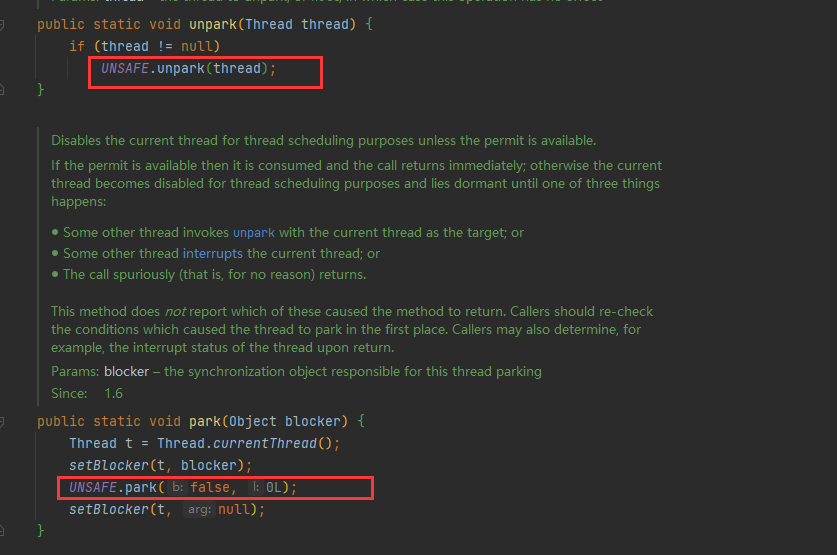 public static void unpark(Thread thread) {
if (thread != null)
UNSAFE.unpark(thread);
}
Disables the current thread for thread scheduling purposes unless the permit is available.
If the permit is available then it is consumed and the call returns immediately; otherwise the current
thread becomes disabled for thread scheduling purposes and lies dormant until one of three things
happens:
• Some other thread invokes unpark with the current thread as the target; or
• Some other thread interrupts the current thread; or
• The call spuriously (that is, for no reason) returns.
This method does not report which of these caused the method to return. Callers should re-check
the conditions which caused the thread to park in the first place. Callers may also determine, for
example, the interrupt status of the thread upon return.
Params: blocker – the synchronization object responsible for this thread parking
Since: 1.6
public static void park(Object blocker) {
Thread t = Thread.currentThread();
setBlocker(t, blocker);
UNSAFE.park( b: false, l: 0L);
setBlocker(t, arg: null);
}